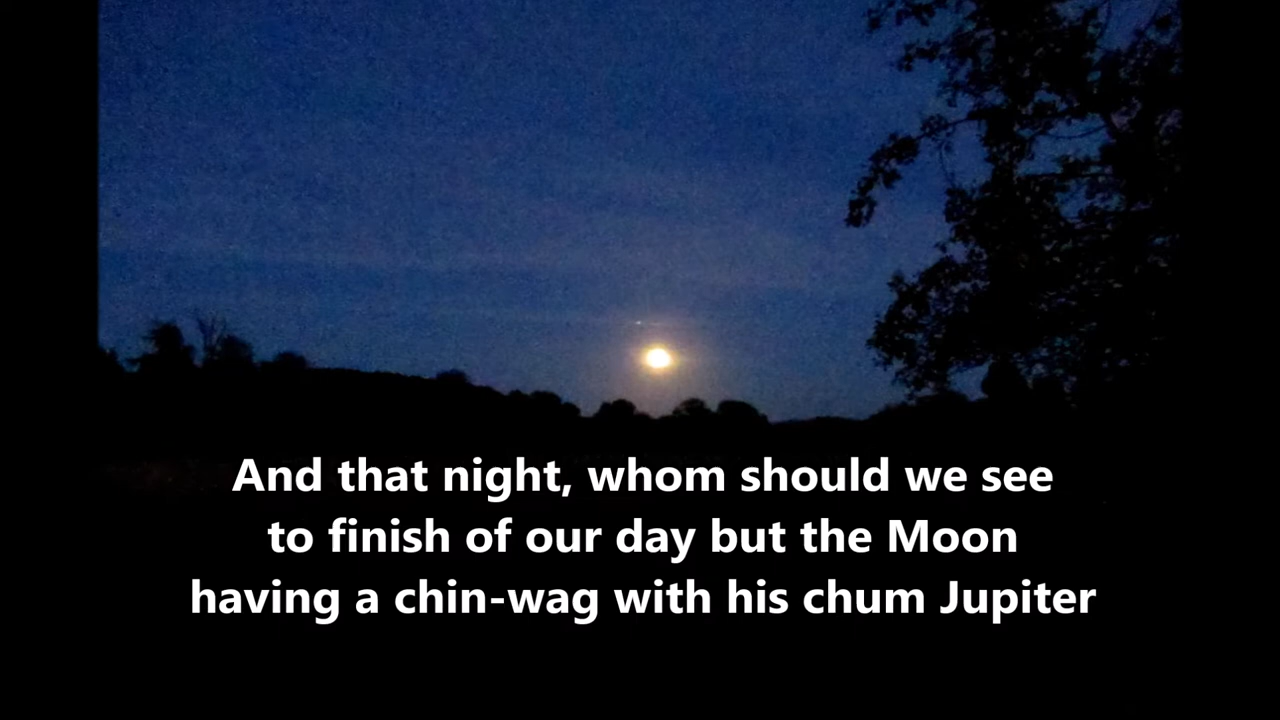 And that night, whom should we see
to finish of our day but the Moon
having a chin-wag with his chum Jupiter